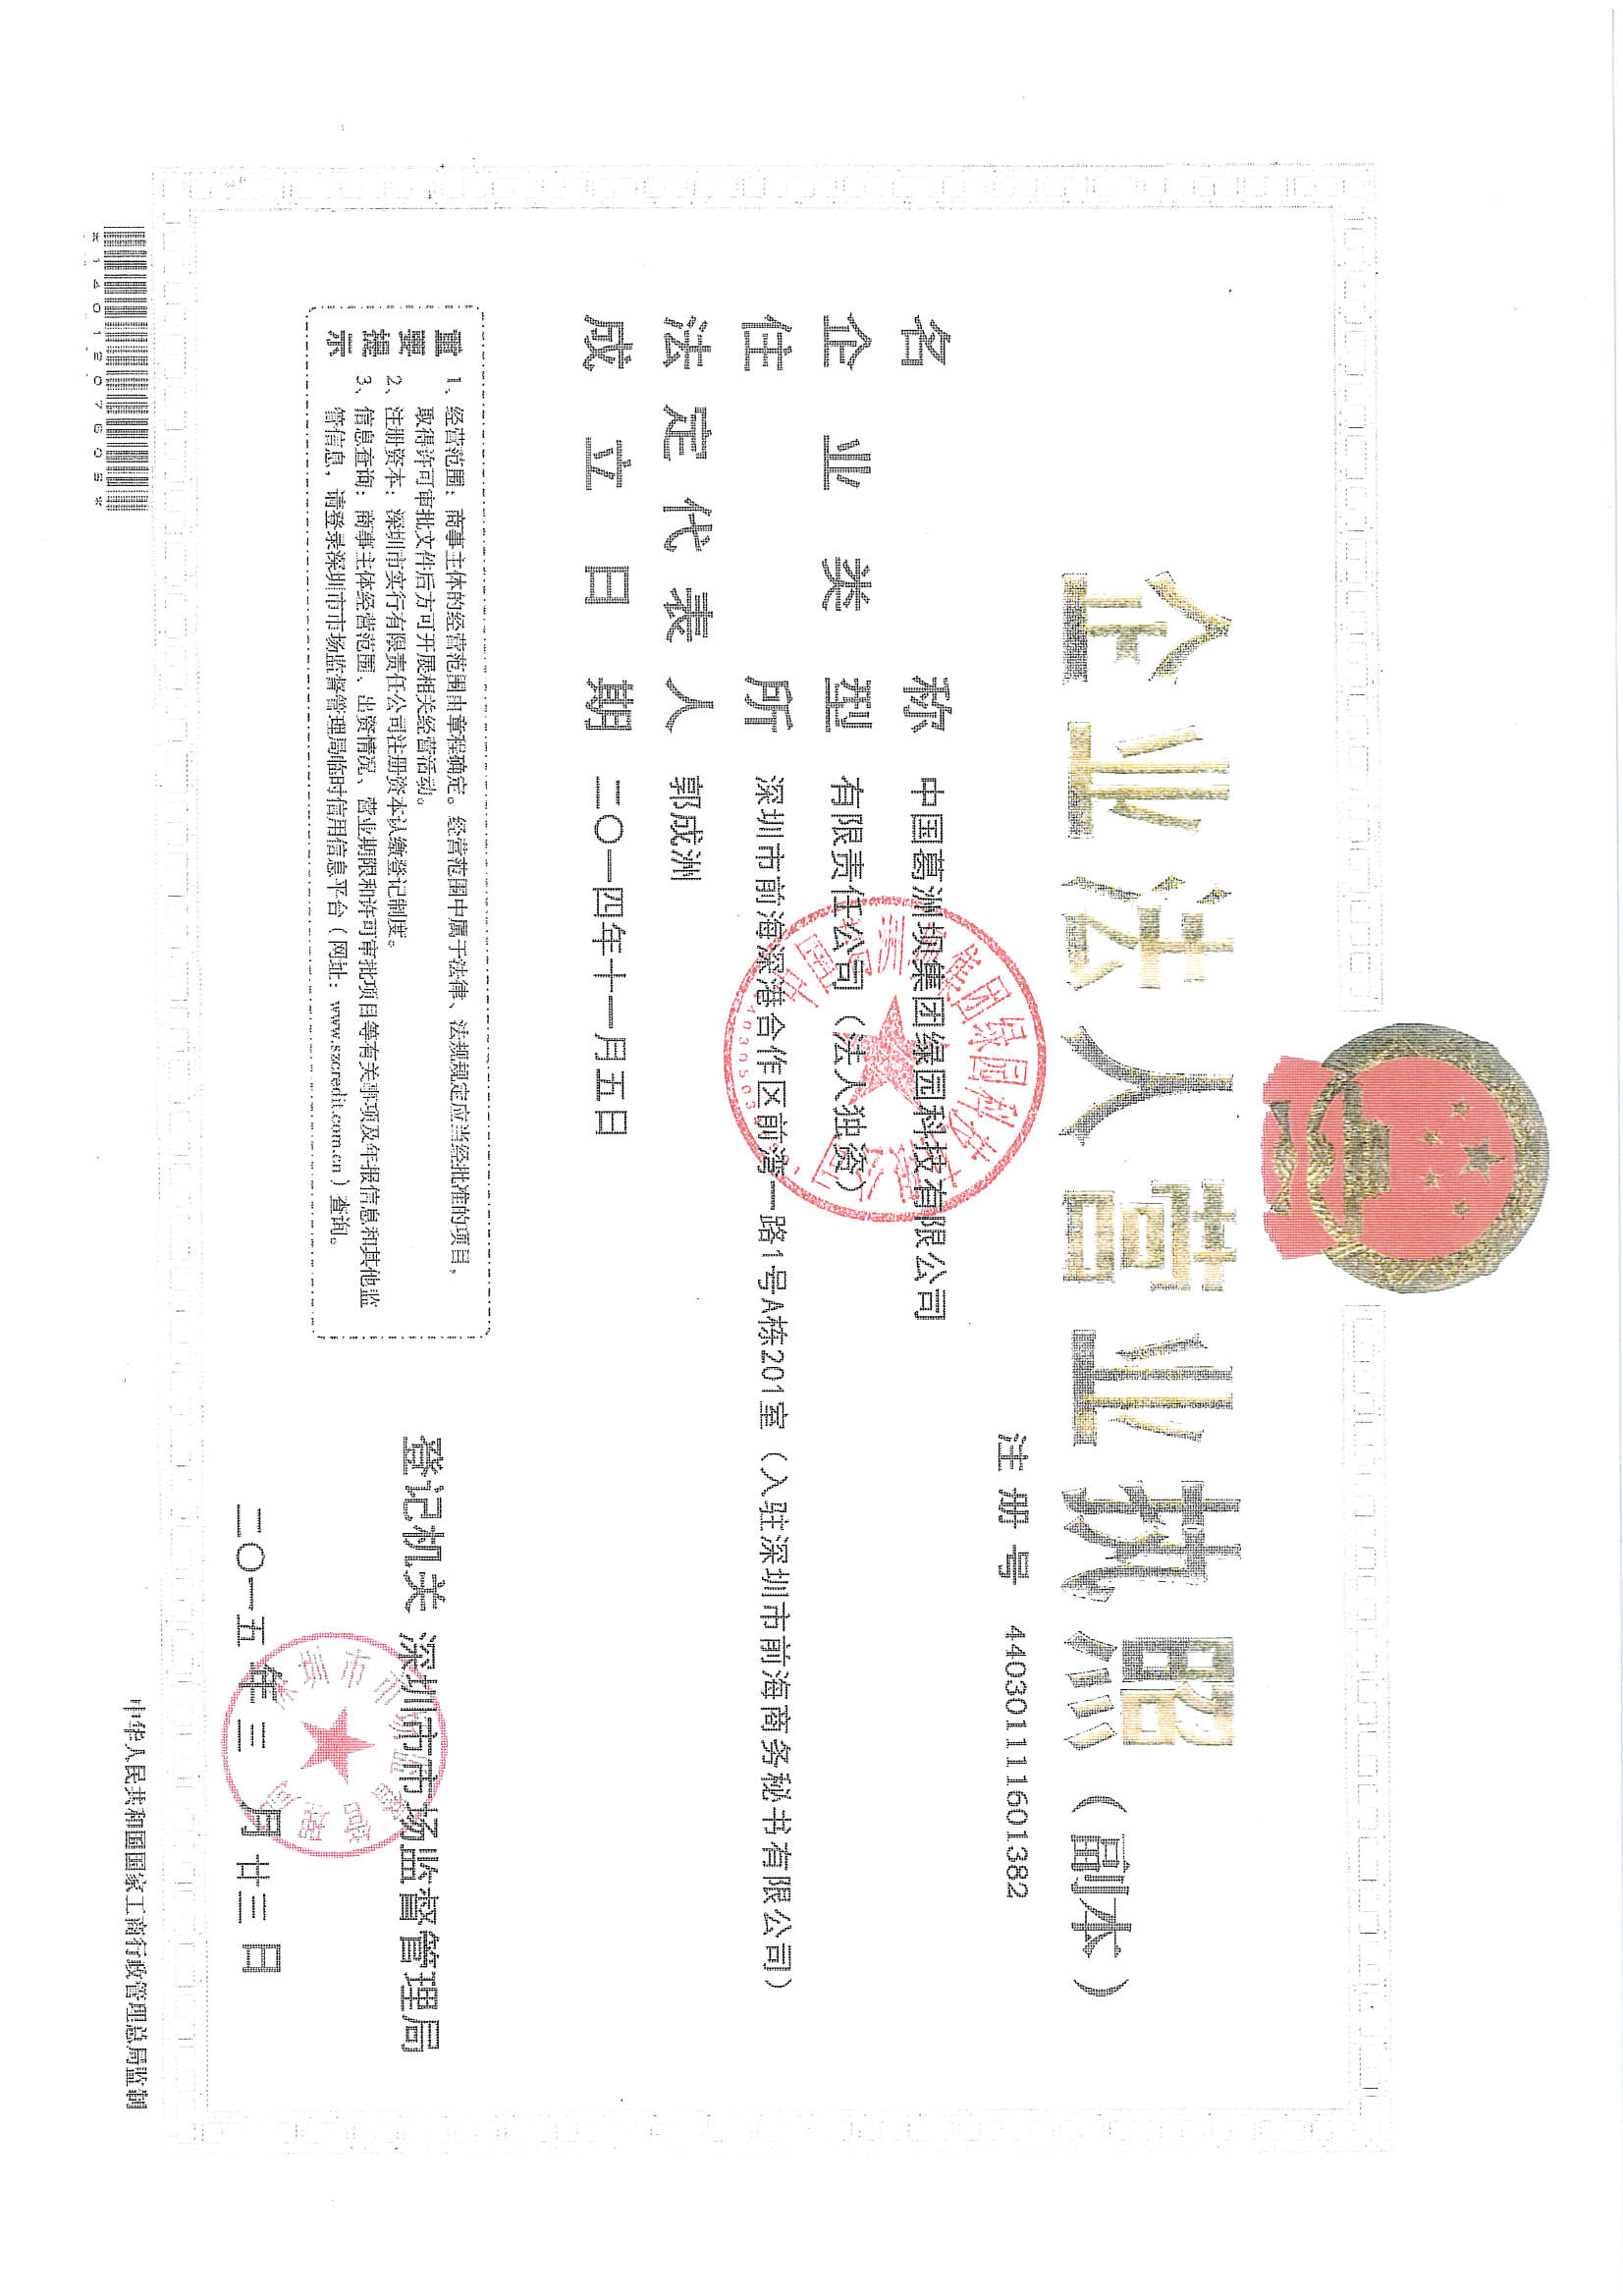 企业法人营业执照（副本）
注册号 440301111601382
名称 中国葛洲坝集团绿园科技有限公司
企业类型 有限责任公司（法人独资）
住所 深圳市前海深港合作区前湾一路1号A栋201室（入驻深圳市前海商务秘书有限公司）
法定代表人 郭成洲
成立日期 二〇一四年十一月五日
重要提示
1、经营范围：商事主体的经营范围由章程确定。经营范围中属于法律、法规规定应当经批准的项目，
取得许可审批文件后方可开展相关经营活动。
2、注册资本：深圳市实行有限责任公司注册资本认缴登记制度。
3、信息查询：商事主体经营范围、出资情况、营业期限和许可审批项目等有关事项及年报信息和其他监
管信息，请登录深圳市市场监督管理局临时信用信息平台（网址：www.szcredit.com.cn）查询。
登记机关 深圳市市场监督管理局
二〇一五年三月廿三日
中华人民共和国国家工商行政管理总局监制